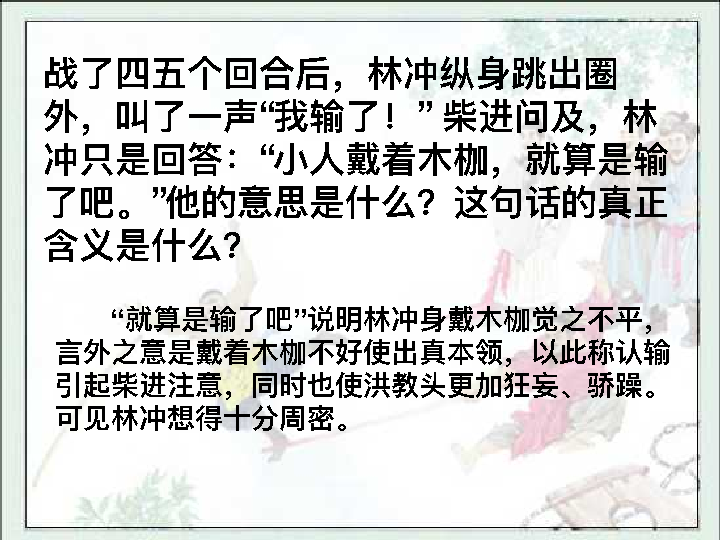 战了四五个回合后，林冲纵身跳出圈
外，叫了一声“我输了！” 柴进问及，林
冲只是回答：“小人戴着木枷，就算是输
了吧。”他的意思是什么？这句话的真正
含义是什么？
“就算是输了吧”说明林冲身戴木枷觉之不平，
言外之意是戴着木枷不好使出真本领，以此称认输
引起柴进注意，同时也使洪教头更加狂妄、骄躁。
可见林冲想得十分周密。